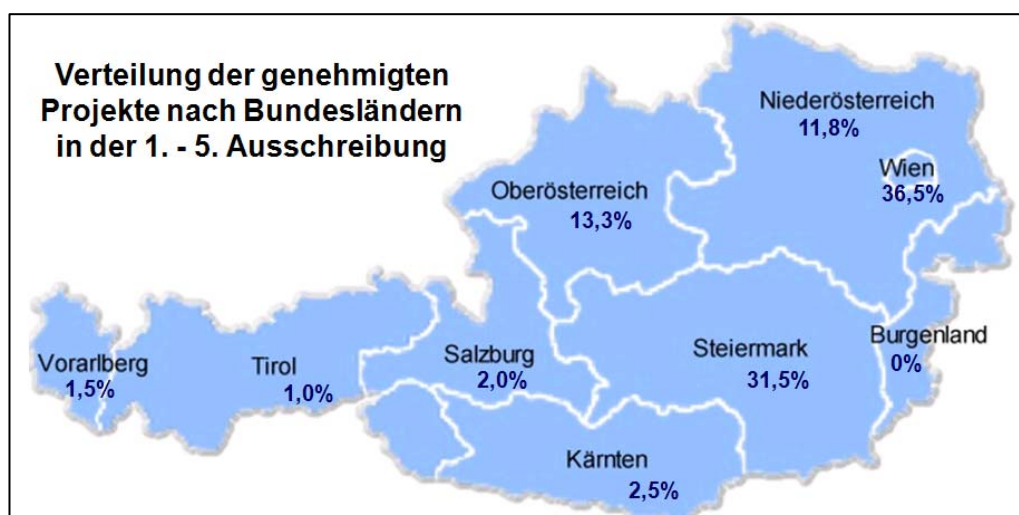 Verteilung der genehmigten
Projekte nach Bundesländern
in der 1. - 5. Ausschreibung
Niederösterreich
11,8%
Wien
36,5%
Oberösterreich
13,3%
Burgenland
0%
Steiermark
31,5%
Salzburg
2,0%
Tirol
1,0%
Vorarlberg
1,5%
Kärnten
2,5%